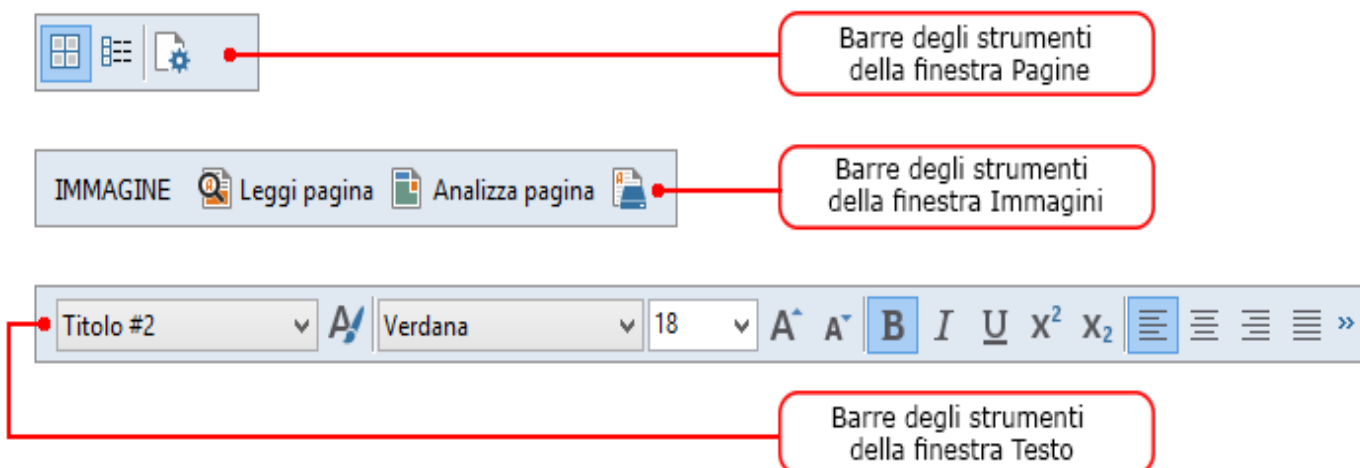 Barre degli strumenti
della finestra Pagine
IMMAGINE Leggi pagina Analizza pagina
Barre degli strumenti
della finestra Immagini
Titolo #2 Verdana 18 A A B I U X² X₂ »
Barre degli strumenti
della finestra Testo